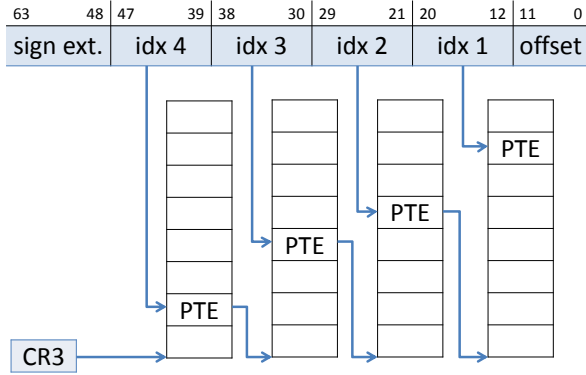 63 48 47 39 38 30 29 21 20 12 11 0
sign ext. idx 4 idx 3 idx 2 idx 1 offset
PTE
PTE
PTE
PTE
CR3